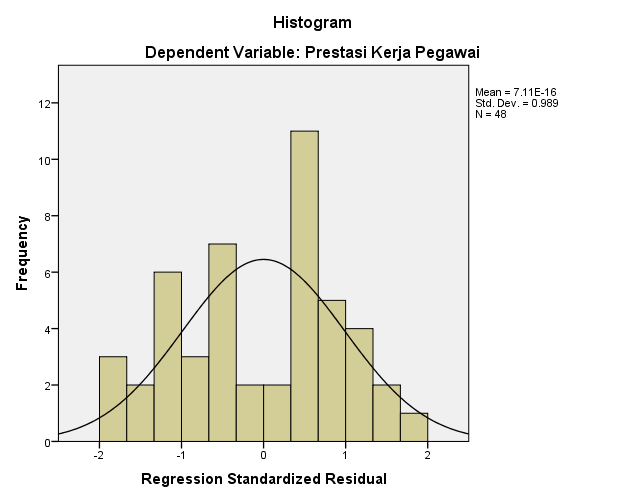 Histogram
Dependent Variable: Prestasi Kerja Pegawai
Mean = 7.11E-16
Std. Dev. = 0.989
N = 48
12
10
8
6
4
2
0
Frequency
-2 -1 0 1 2
Regression Standardized Residual